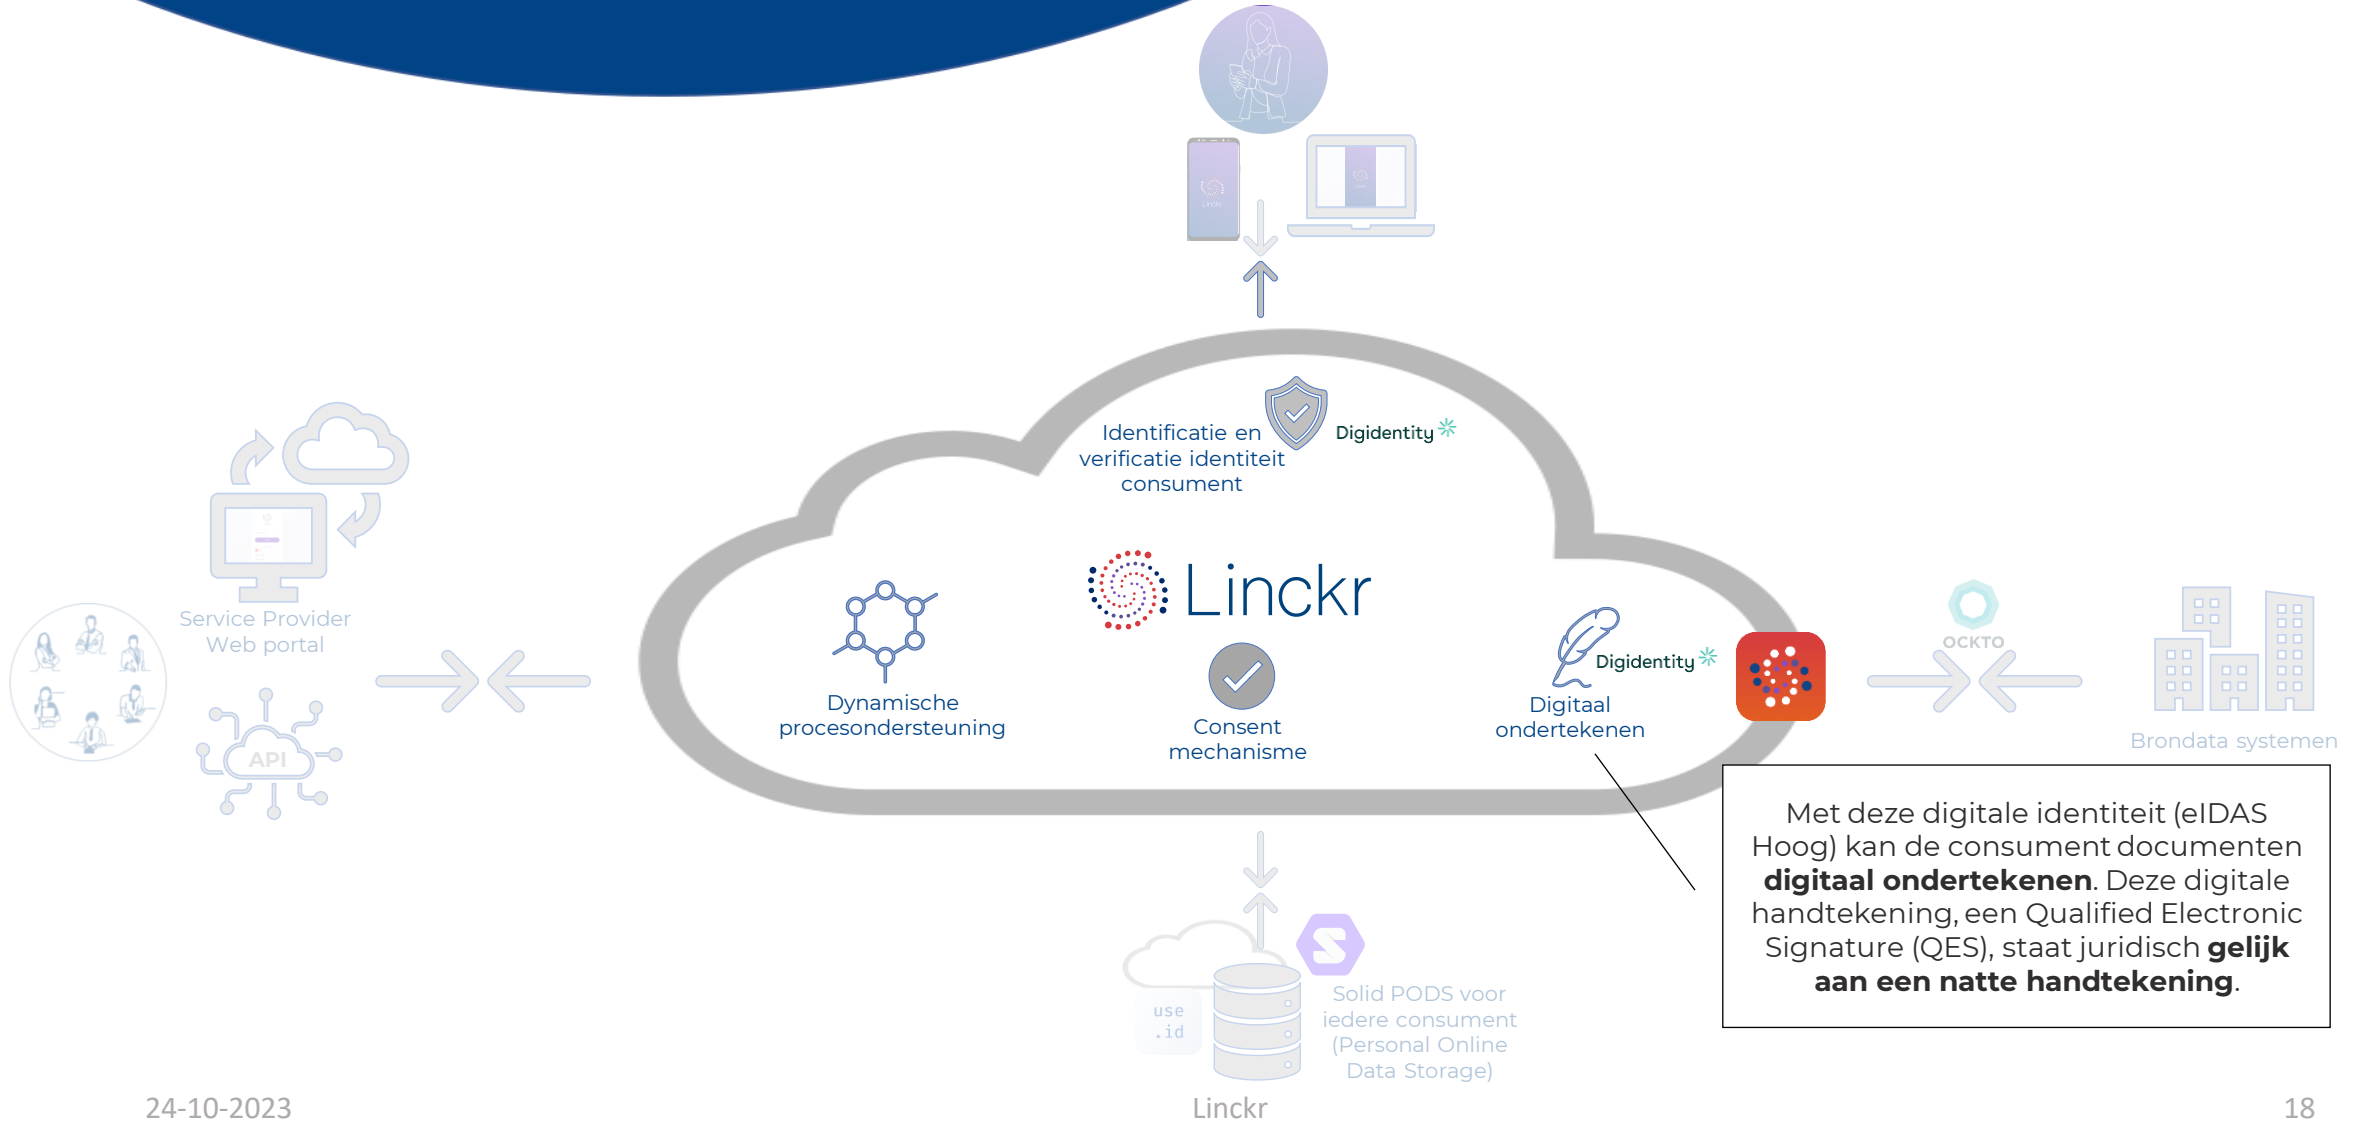 Linckr
Identificatie en
verificatie identiteit
consument
Digidentity
Service Provider
Web portal
API
Linckr
Dynamische
procesondersteuning
Consent
mechanisme
Digidentity
Digitaal
ondertekenen
OCKTO
Brondata systemen
Met deze digitale identiteit (eIDAS
Hoog) kan de consument documenten
digitaal ondertekenen. Deze digitale
handtekening, een Qualified Electronic
Signature (QES), staat juridisch gelijk
aan een natte handtekening.
use
.id
Solid PODS voor
iedere consument
(Personal Online
Data Storage)
24-10-2023
Linckr
18